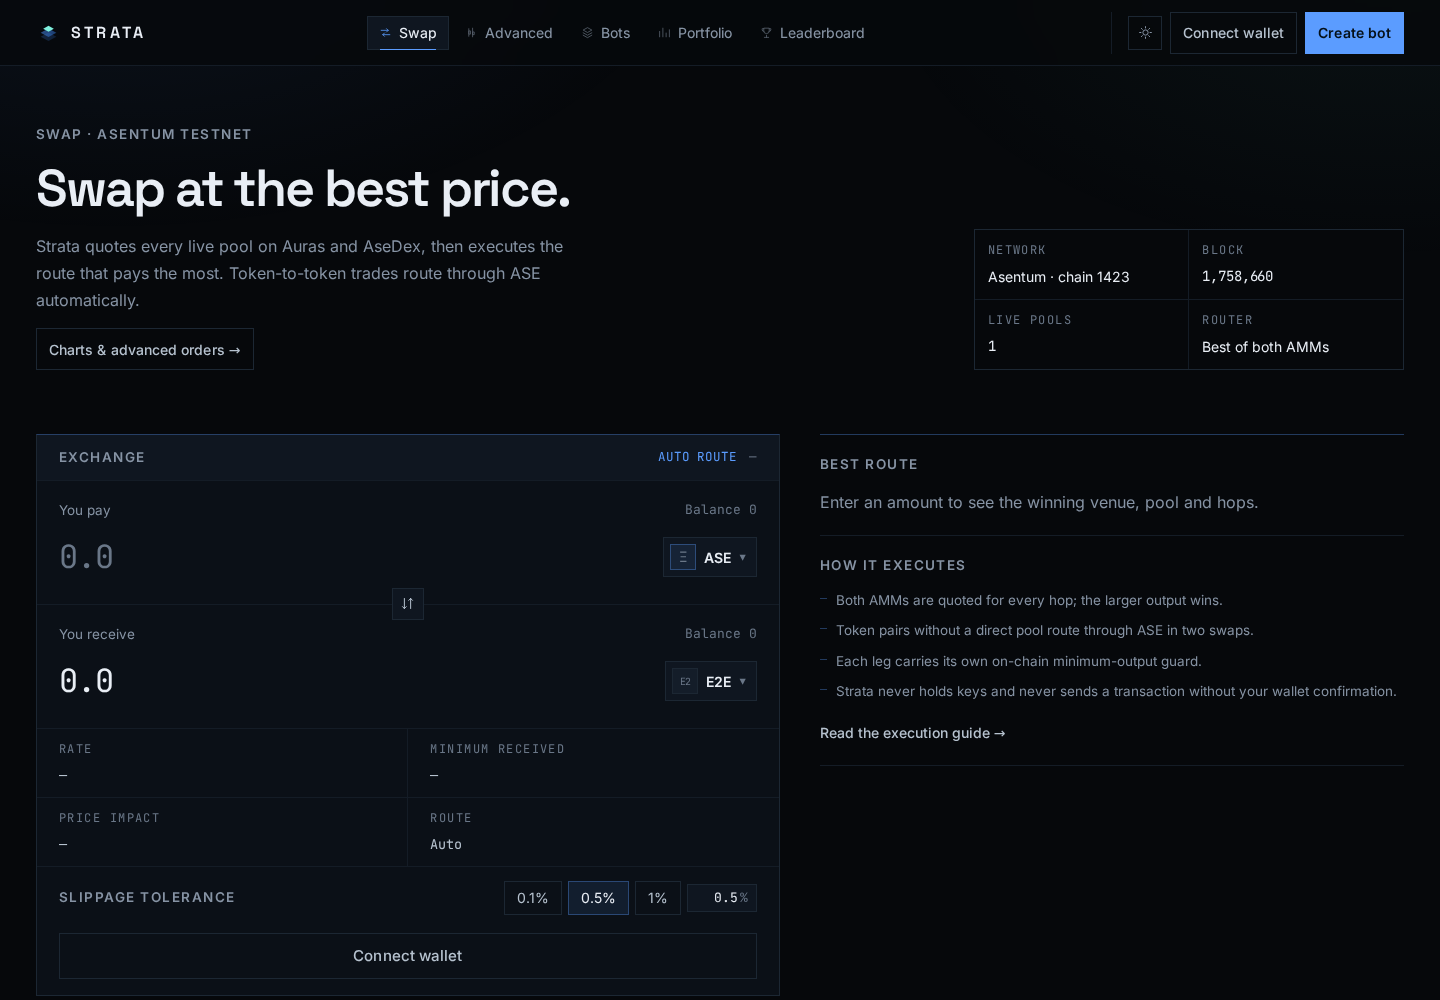 STRATA
Swap
Advanced
Bots
Portfolio
Leaderboard
Connect wallet
Create bot
SWAP · ASENTUM TESTNET
Swap at the best price.
Strata quotes every live pool on Auras and AseDex, then executes the
route that pays the most. Token-to-token trades route through ASE
automatically.
Charts & advanced orders →
NETWORK
Asentum · chain 1423
BLOCK
1,758,660
LIVE POOLS
1
ROUTER
Best of both AMMs
EXCHANGE
AUTO ROUTE —
You pay
Balance 0
0.0
Ξ ASE ▾
You receive
Balance 0
0.0
E2 E2E ▾
RATE
—
MINIMUM RECEIVED
—
PRICE IMPACT
—
ROUTE
Auto
SLIPPAGE TOLERANCE
0.1%
0.5%
1%
0.5%
Connect wallet
BEST ROUTE
Enter an amount to see the winning venue, pool and hops.
HOW IT EXECUTES
— Both AMMs are quoted for every hop; the larger output wins.
— Token pairs without a direct pool route through ASE in two swaps.
— Each leg carries its own on-chain minimum-output guard.
— Strata never holds keys and never sends a transaction without your wallet confirmation.
Read the execution guide →